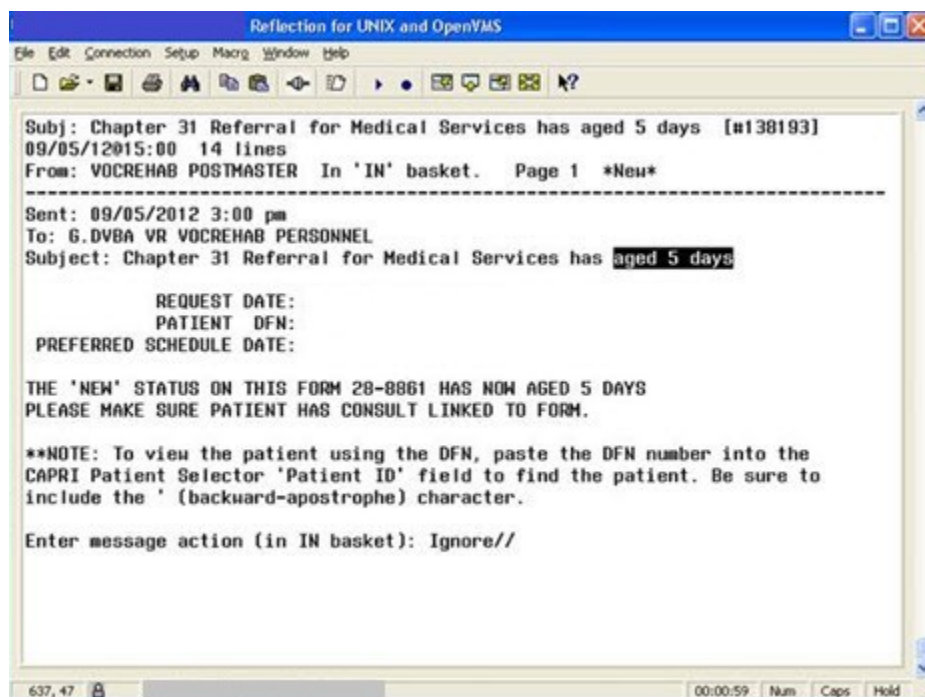 Reflection for UNIX and OpenVMS
File Edit Connection Setup Macro Window Help
Subj: Chapter 31 Referral for Medical Services has aged 5 days [#138193]
09/05/12@15:00 14 lines
From: VOCREHAB POSTMASTER In 'IN' basket. Page 1 *New*
--------------------------------------------------------------------------------
Sent: 09/05/2012 3:00 pm
To: G.DVBA VR VOCREHAB PERSONNEL
Subject: Chapter 31 Referral for Medical Services has aged 5 days
REQUEST DATE:
PATIENT DFN:
PREFERRED SCHEDULE DATE:
THE 'NEW' STATUS ON THIS FORM 28-8861 HAS NOW AGED 5 DAYS
PLEASE MAKE SURE PATIENT HAS CONSULT LINKED TO FORM.
**NOTE: To view the patient using the DFN, paste the DFN number into the
CAPRI Patient Selector 'Patient ID' field to find the patient. Be sure to
include the ' (backward-apostrophe) character.
Enter message action (in IN basket): Ignore//
637, 47 00:00:59 Num Caps Hold